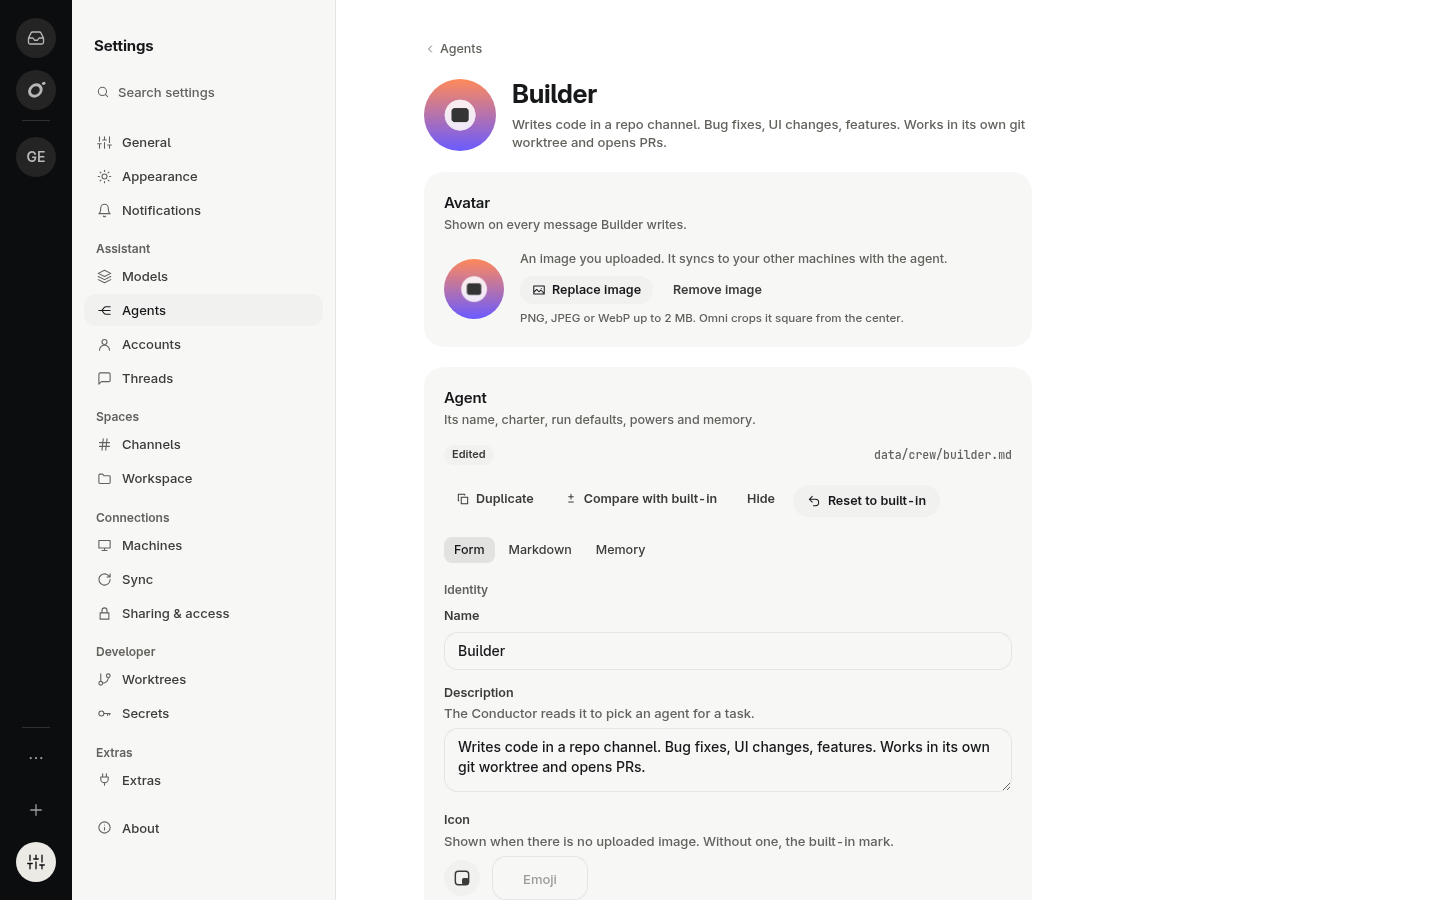 Settings
Search settings
GE
General
Appearance
Notifications
Assistant
Models
Agents
Accounts
Threads
Spaces
Channels
Workspace
Connections
Machines
Sync
Sharing & access
Developer
Worktrees
Secrets
Extras
Extras
About
Agents
Builder
Writes code in a repo channel. Bug fixes, UI changes, features. Works in its own git
worktree and opens PRs.
Avatar
Shown on every message Builder writes.
An image you uploaded. It syncs to your other machines with the agent.
Replace image Remove image
PNG, JPEG or WebP up to 2 MB. Omni crops it square from the center.
Agent
Its name, charter, run defaults, powers and memory.
Edited data/crew/builder.md
Duplicate Compare with built-in Hide Reset to built-in
Form Markdown Memory
Identity
Name
Builder
Description
The Conductor reads it to pick an agent for a task.
Writes code in a repo channel. Bug fixes, UI changes, features. Works in its own
git worktree and opens PRs.
Icon
Shown when there is no uploaded image. Without one, the built-in mark.
Emoji